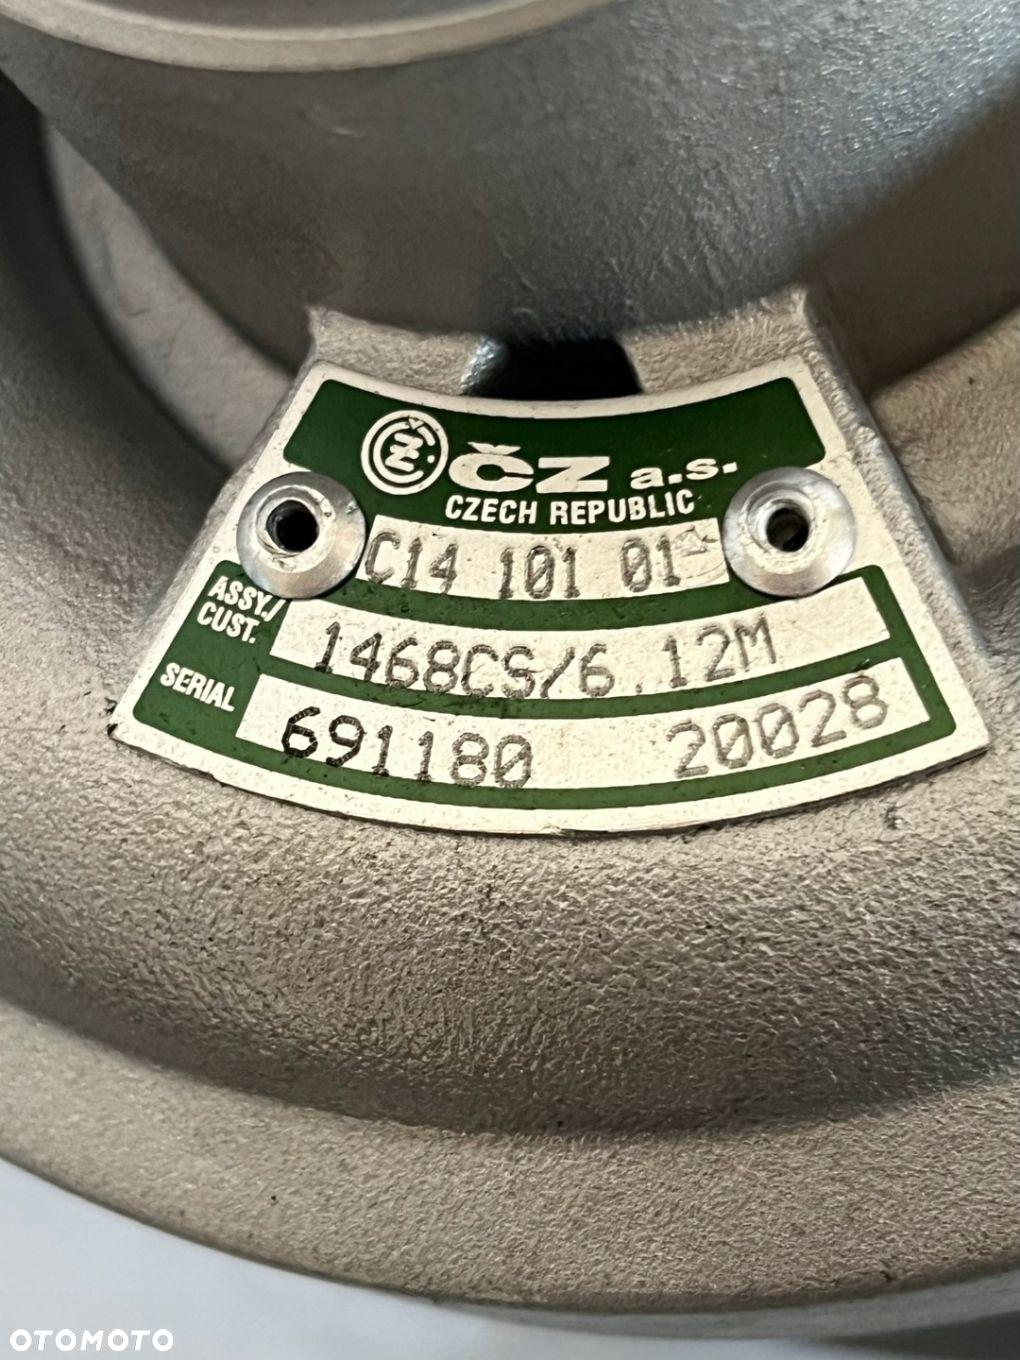 ČZ a.s.
CZECH REPUBLIC
C14 101 01
ASSY./
CUST.
1468CS/6.12M
SERIAL
691180 20028
OTOMOTO